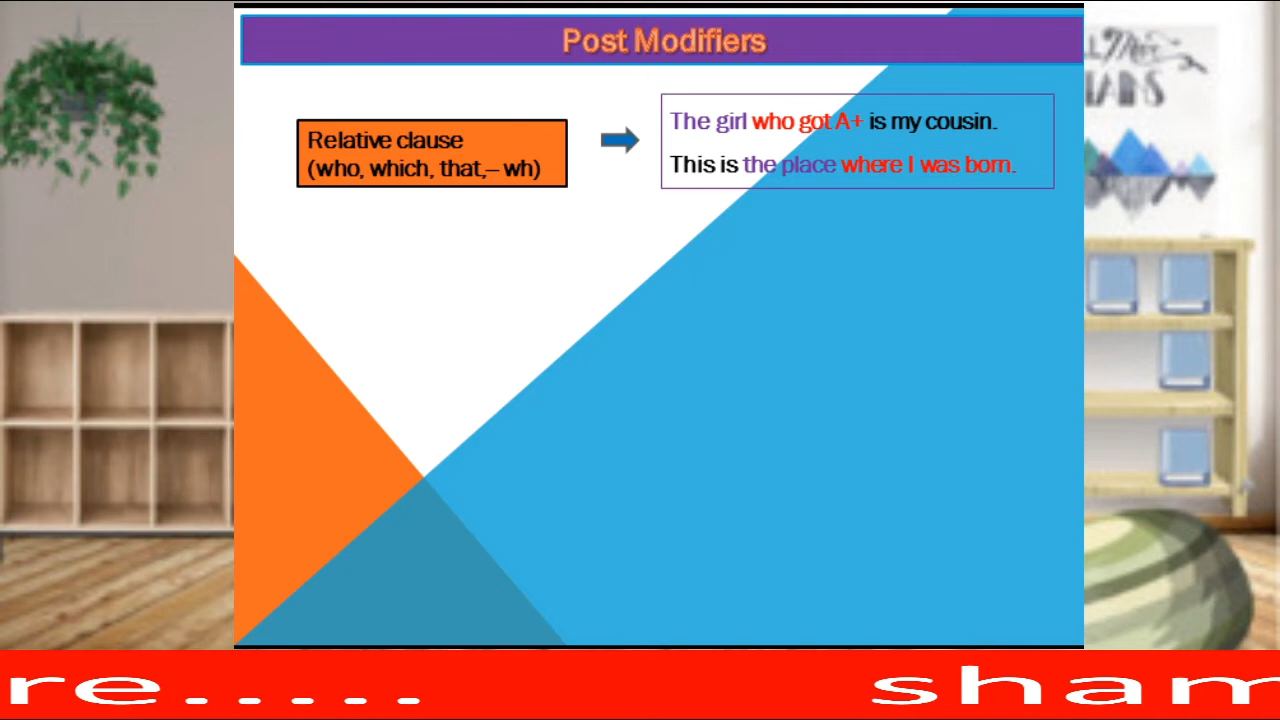 Post Modifiers
Relative clause
(who, which, that,– wh)
The girl who got A+ is my cousin.
This is the place where I was born.
re..... sham